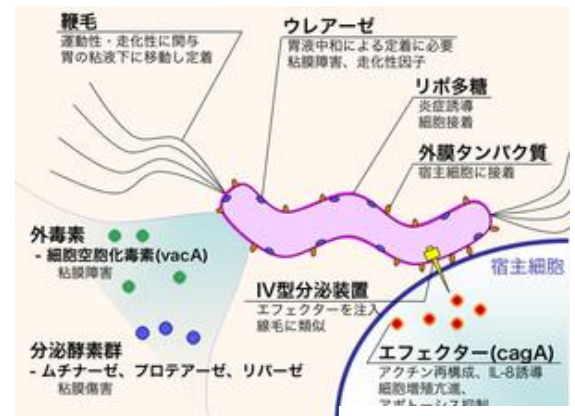 鞭毛
運動性・走化性に関与
胃の粘液下に移動し定着
ウレアーゼ
胃液中和による定着に必要
粘膜障害、走化性因子
リポ多糖
炎症誘導
細胞接着
外膜タンパク質
宿主細胞に接着
外毒素
- 細胞空胞化毒素(vacA)
粘膜障害
分泌酵素群
- ムチナーゼ、プロテアーゼ、リパーゼ
粘膜傷害
IV型分泌装置
エフェクターを注入
線毛に類似
宿主細胞
エフェクター(cagA)
アクチン再構成、IL-8誘導
細胞増殖亢進、
アポトーシス抑制